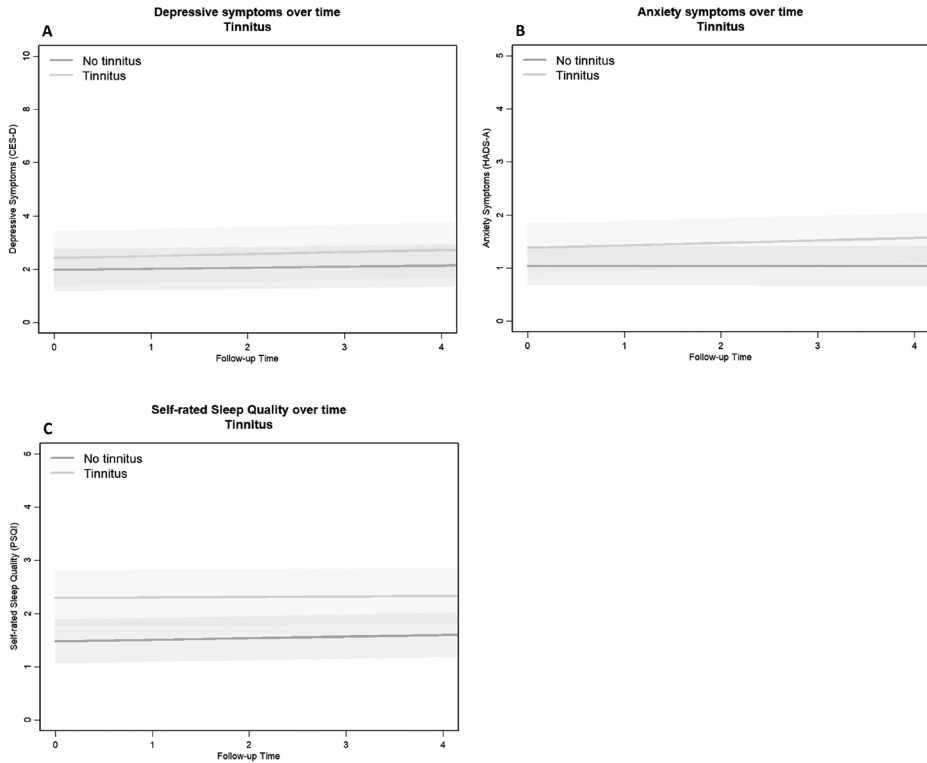 A
Depressive symptoms over time
Tinnitus
No tinnitus
Tinnitus
Depressive Symptoms (CES-D)
10
8
6
4
2
0
0 1 2 3 4
Follow-up Time
B
Anxiety symptoms over time
Tinnitus
No tinnitus
Tinnitus
Anxiety Symptoms (HADS-A)
5
4
3
2
1
0
0 1 2 3 4
Follow-up Time
C
Self-rated Sleep Quality over time
Tinnitus
No tinnitus
Tinnitus
Self-rated Sleep Quality (PSQI)
5
4
3
2
1
0
0 1 2 3 4
Follow-up Time